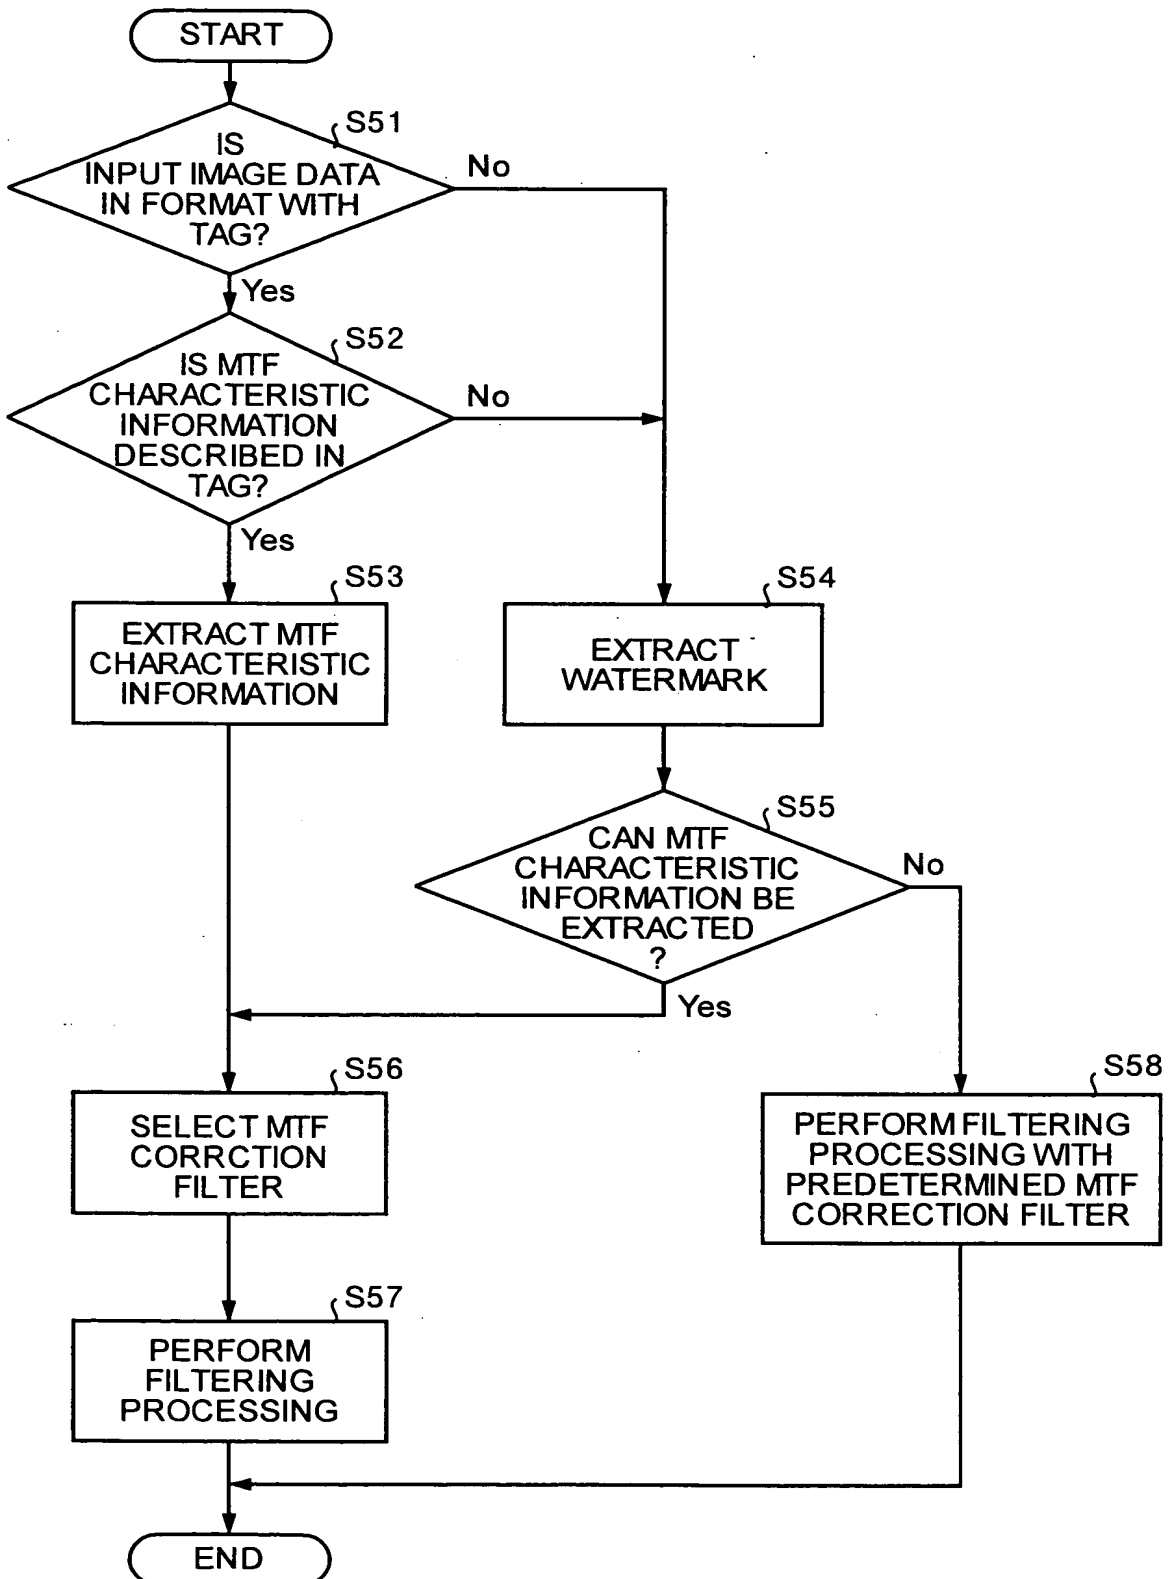 START
S51
IS
INPUT IMAGE DATA
IN FORMAT WITH
TAG?
No
Yes
S52
IS MTF
CHARACTERISTIC
INFORMATION
DESCRIBED IN
TAG?
No
Yes
S53
EXTRACT MTF
CHARACTERISTIC
INFORMATION
S54
EXTRACT
WATERMARK
S55
CAN MTF
CHARACTERISTIC
INFORMATION BE
EXTRACTED
?
No
Yes
S56
SELECT MTF
CORRCTION
FILTER
S58
PERFORM FILTERING
PROCESSING WITH
PREDETERMINED MTF
CORRECTION FILTER
S57
PERFORM
FILTERING
PROCESSING
END